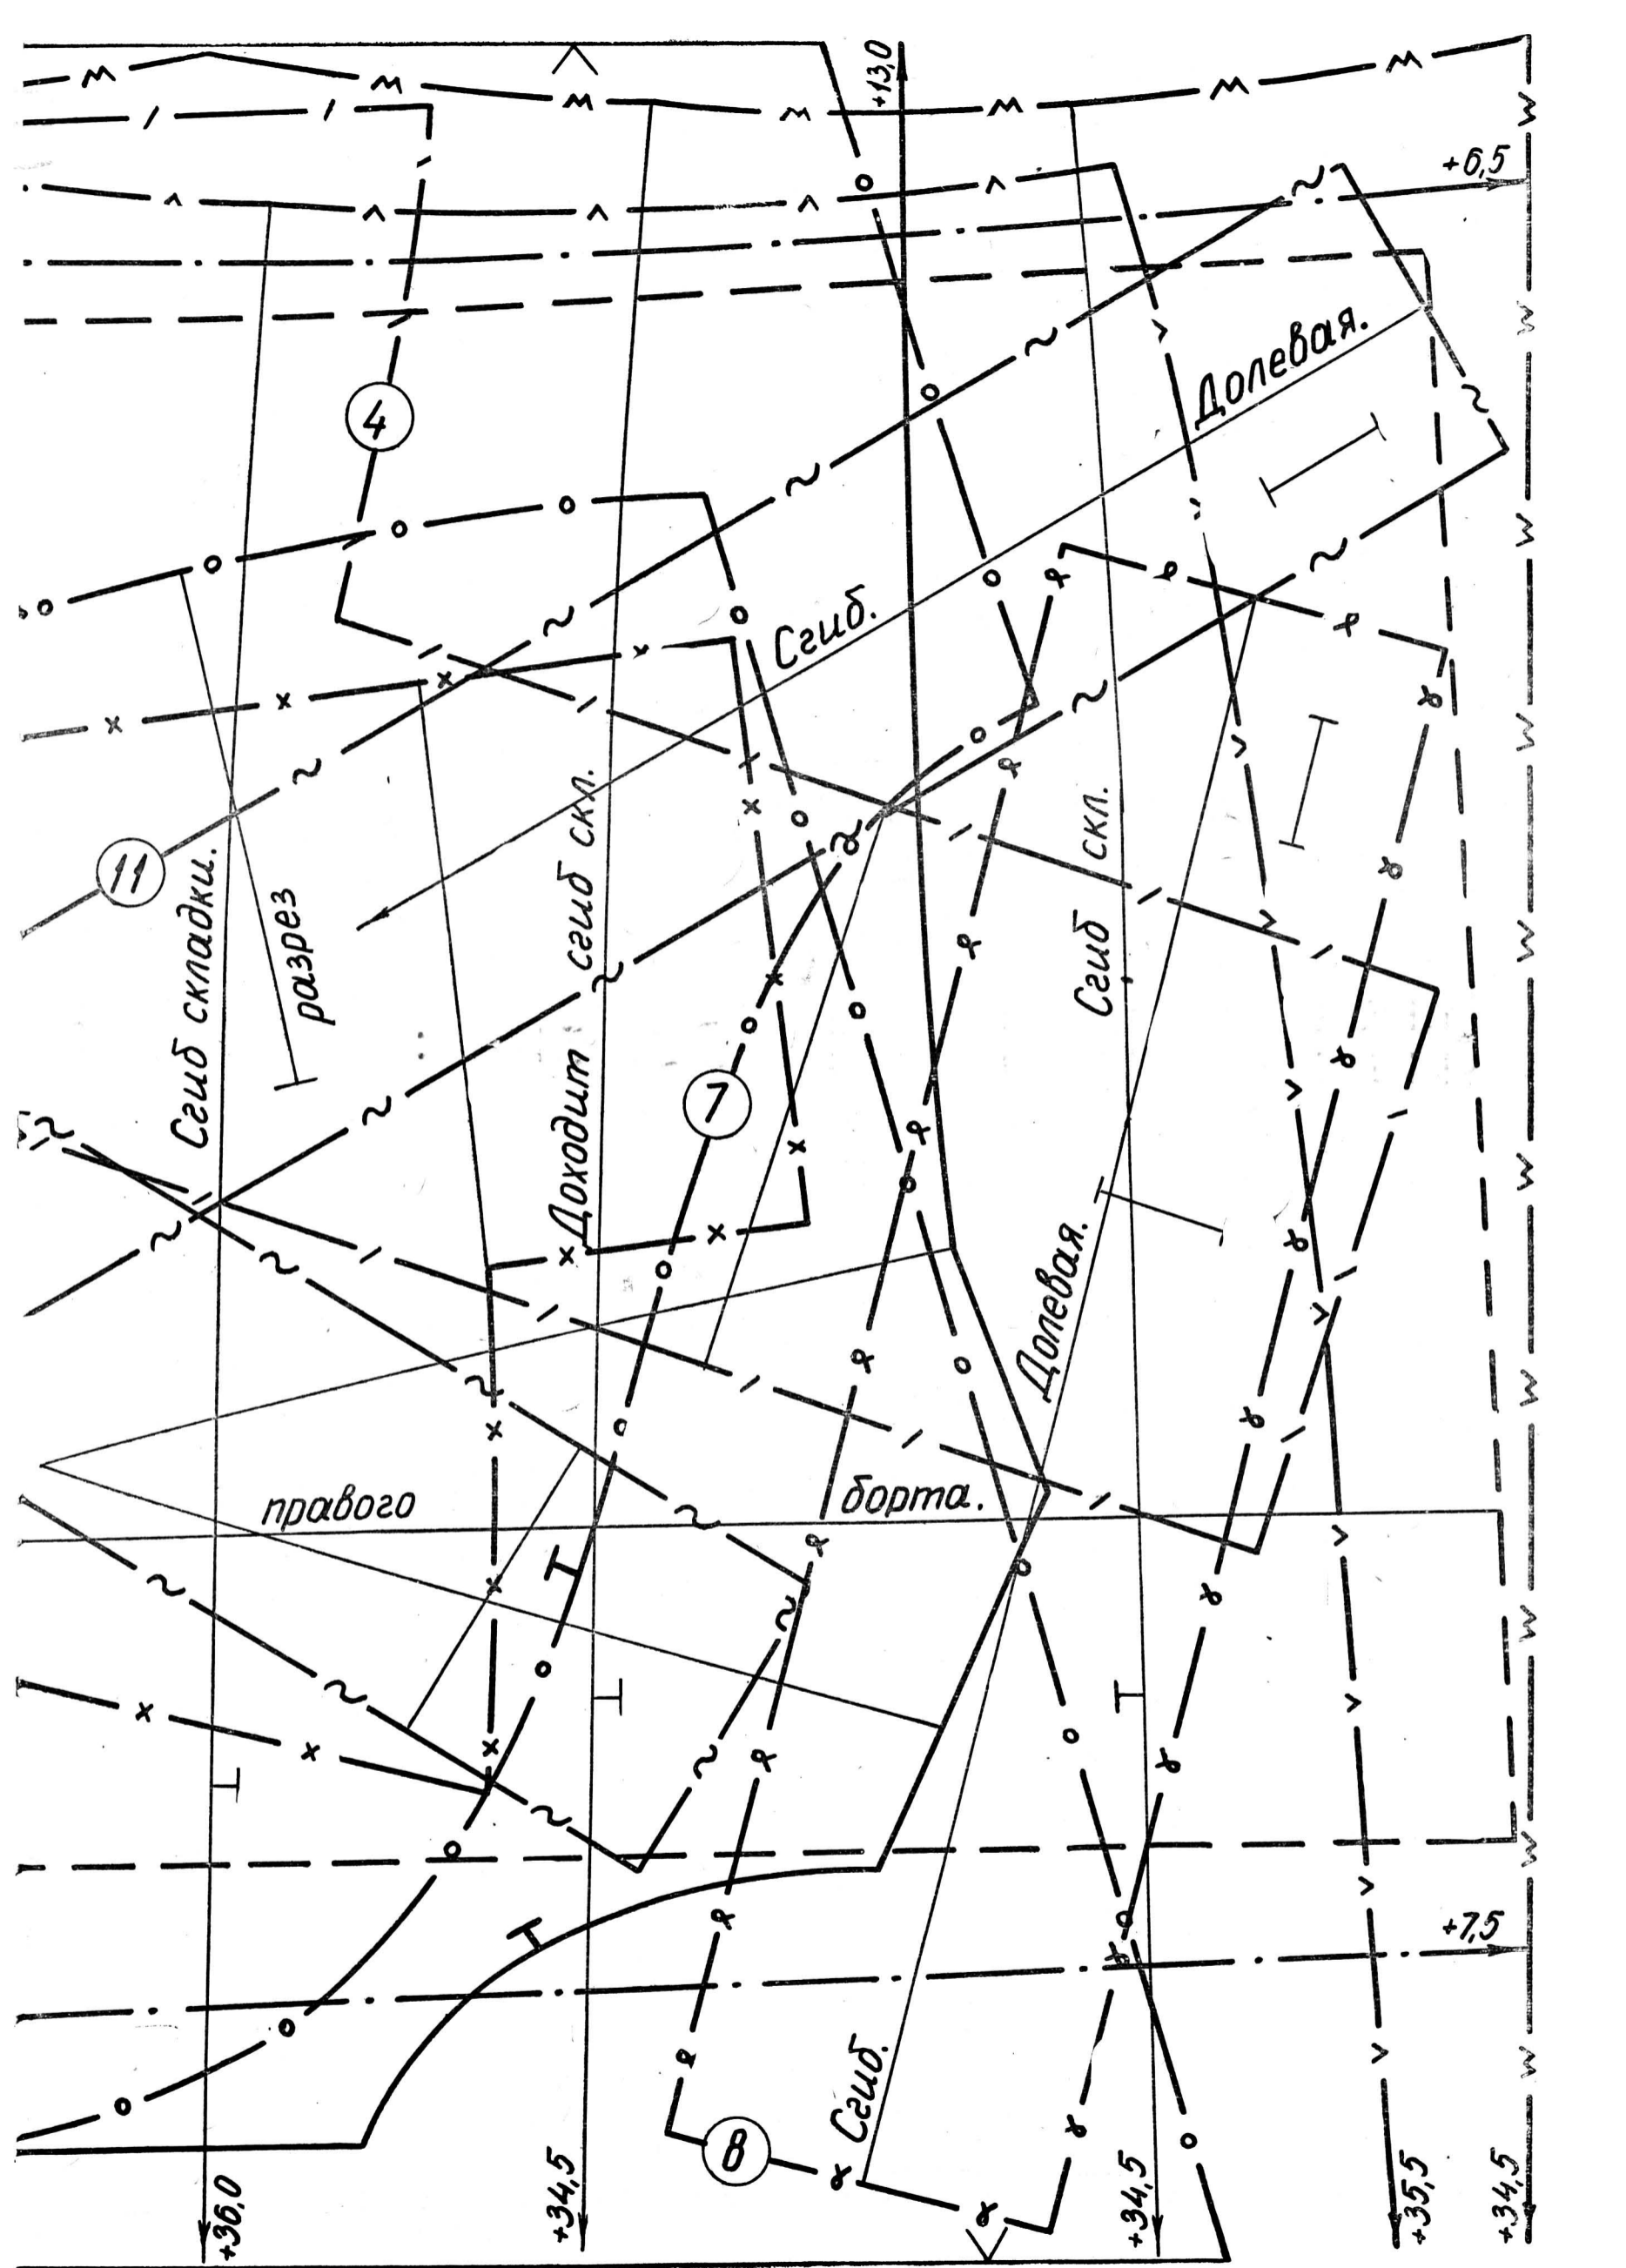 +13,0
+6,5
4
Долевая.
Сгиб.
11
Сгиб складки.
разрез
Доходит сгиб скл.
Сгиб скл.
7
Долевая.
правого борта.
+7,5
Сгиб.
8
+36,0
+34,5
+34,5
+35,5
+34,5